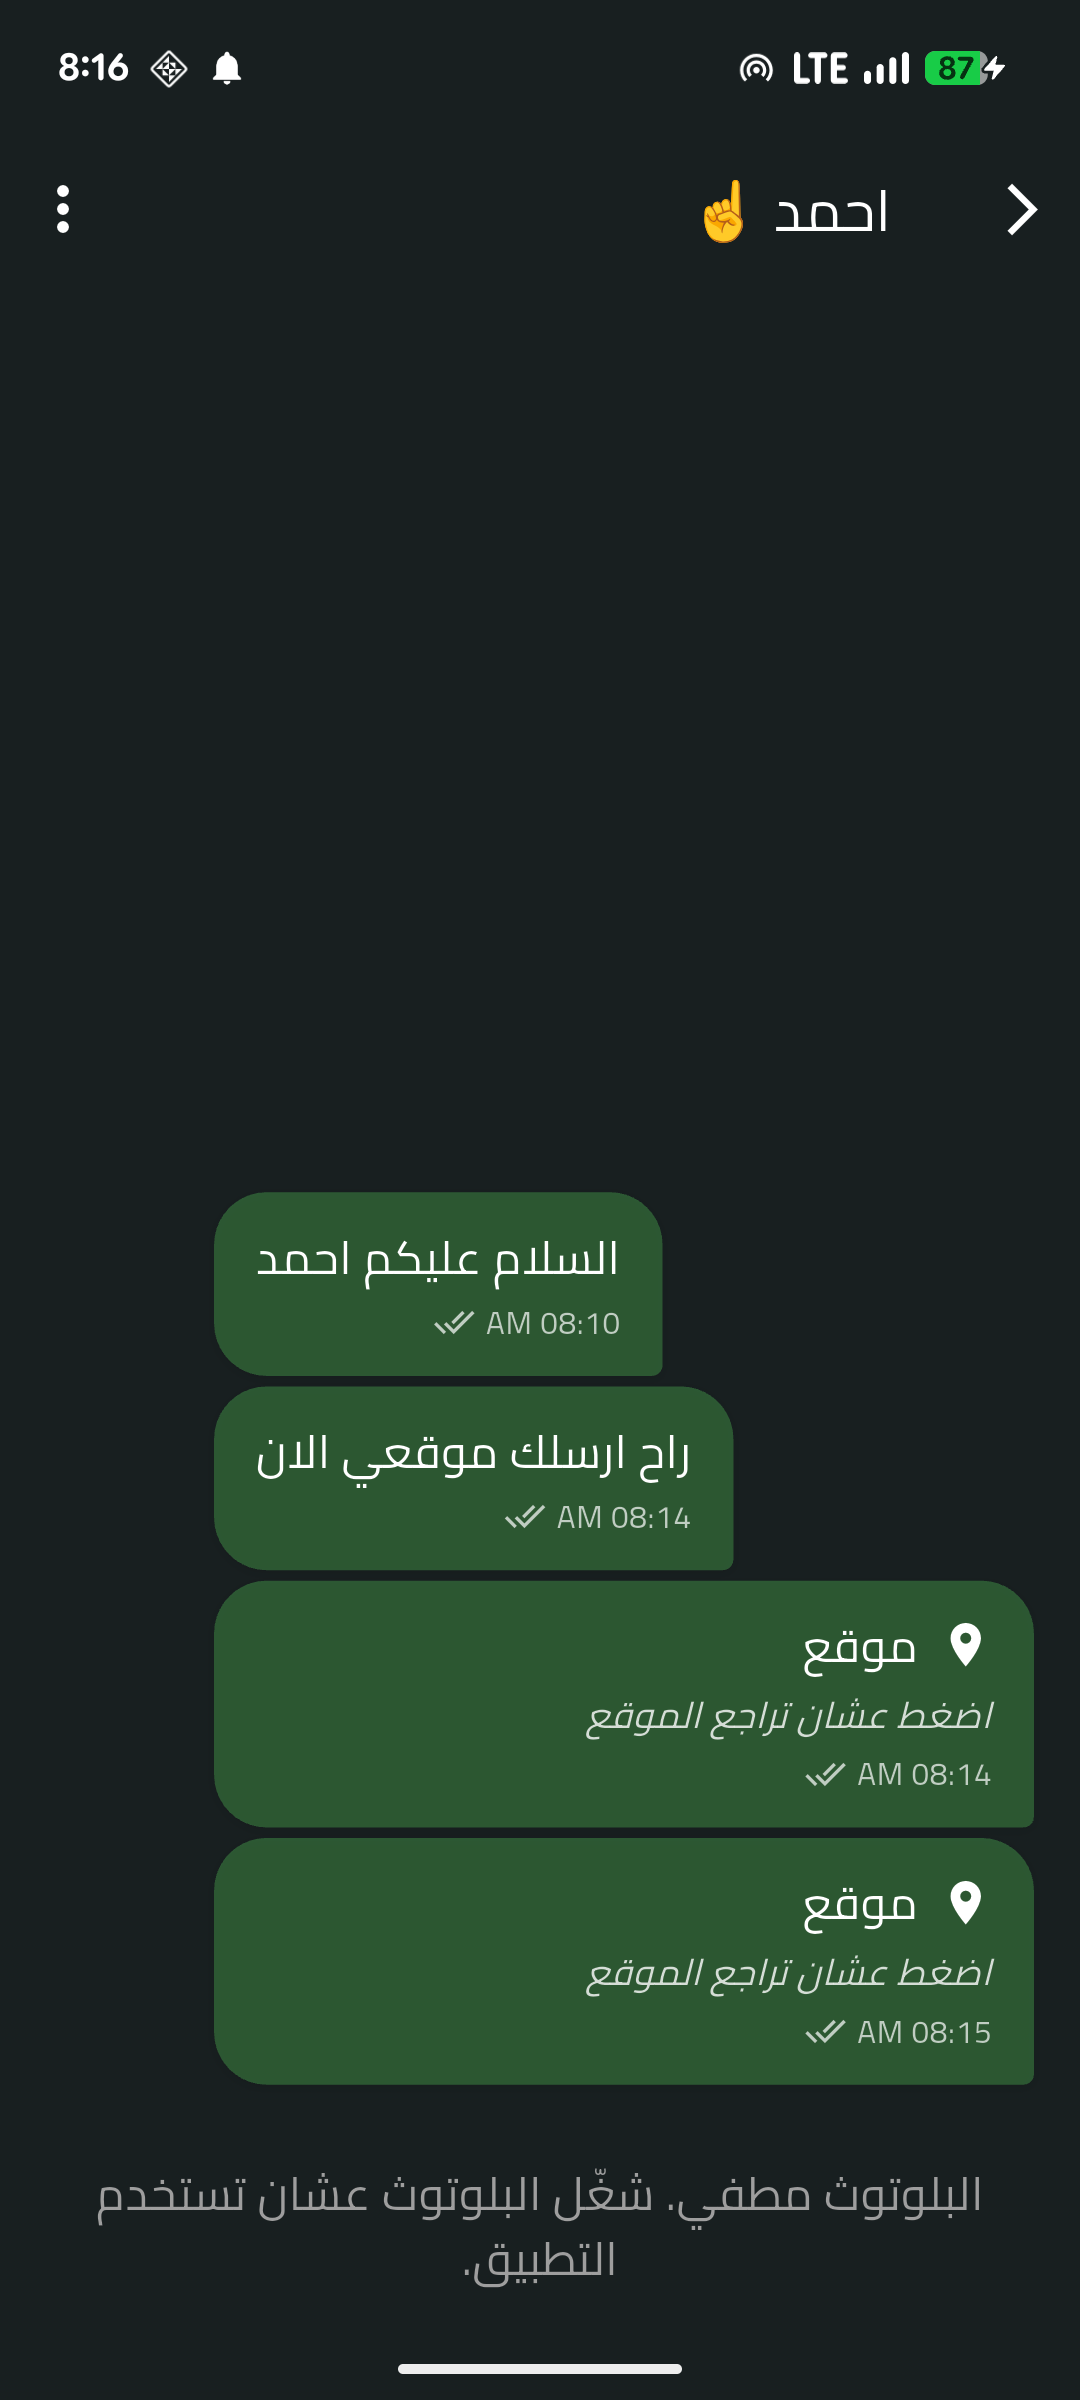 8:16 LTE 87
احمد ☝
السلام عليكم احمد
08:10 AM
راح ارسلك موقعي الان
08:14 AM
موقع
اضغط عشان تراجع الموقع
08:14 AM
موقع
اضغط عشان تراجع الموقع
08:15 AM
البلوتوث مطفي. شغّل البلوتوث عشان تستخدم
التطبيق.